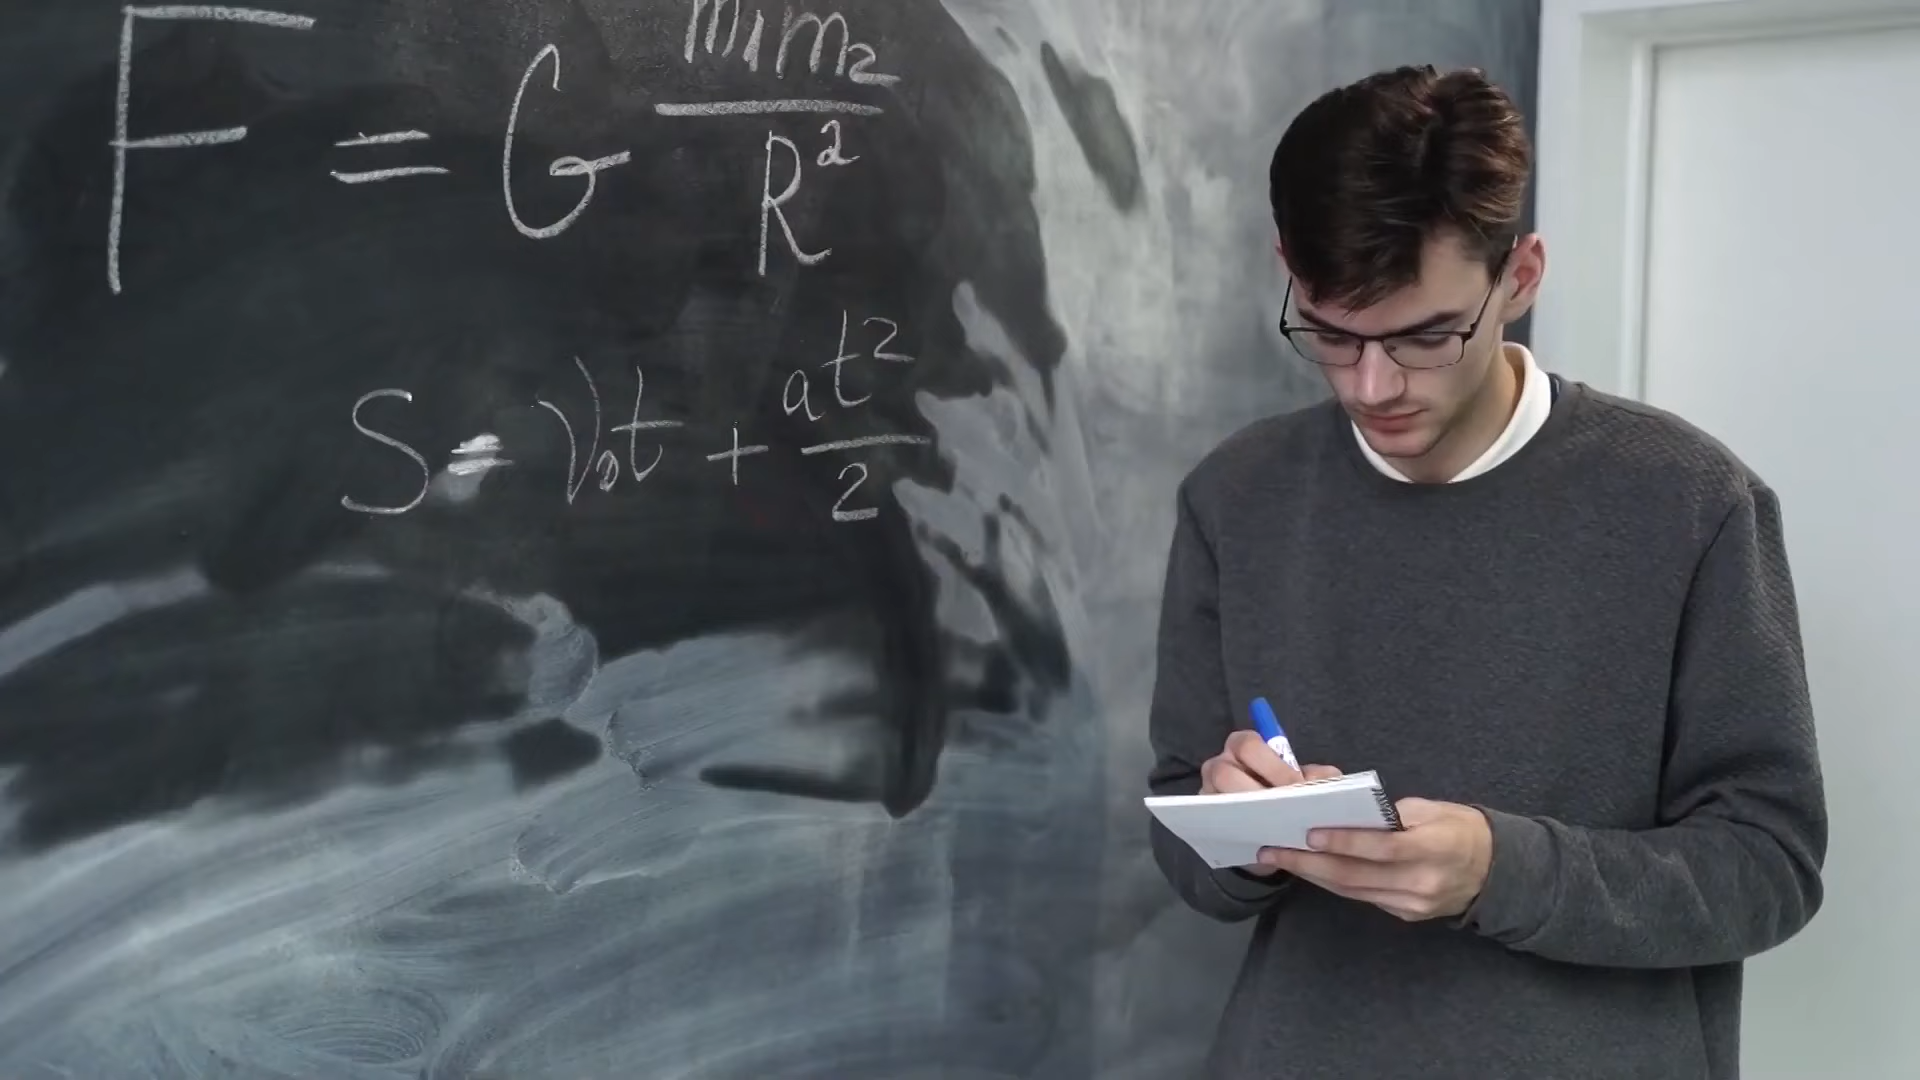 F = G m₁m₂/R²
S = V₀t + at²/2